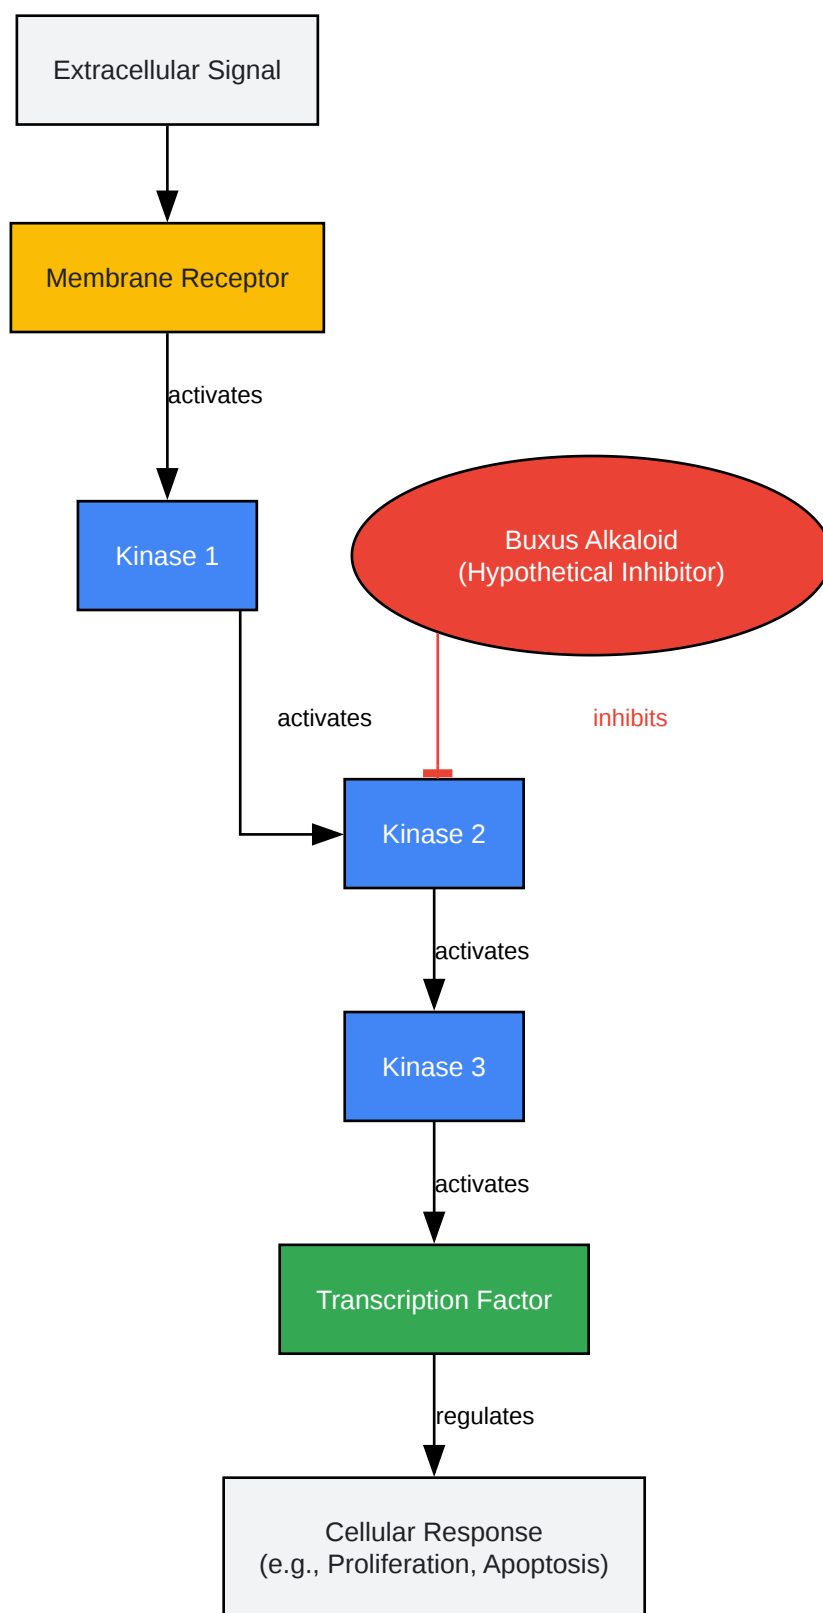 Extracellular Signal
Membrane Receptor
activates
Kinase 1
Buxus Alkaloid
(Hypothetical Inhibitor)
activates
inhibits
Kinase 2
activates
Kinase 3
activates
Transcription Factor
regulates
Cellular Response
(e.g., Proliferation, Apoptosis)